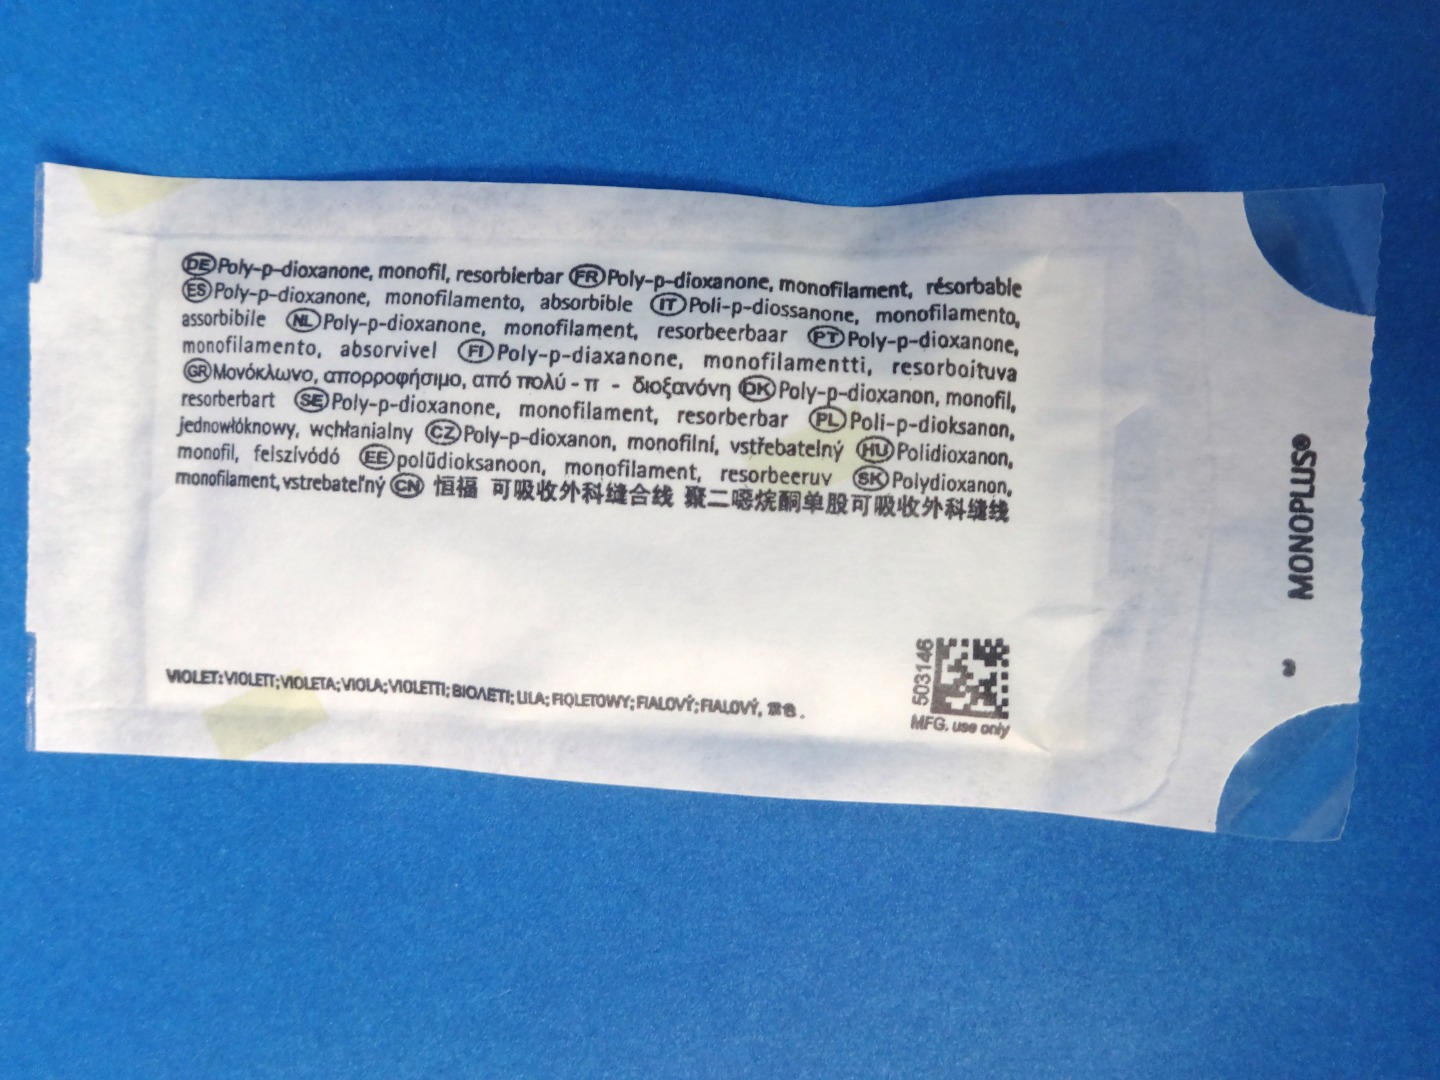 DE Poly-p-dioxanone, monofil, resorbierbar FR Poly-p-dioxanone, monofilament, résorbable
ES Poly-p-dioxanone, monofilamento, absorbible IT Poli-p-diossanone, monofilamento,
assorbibile NL Poly-p-dioxanone, monofilament, resorbeerbaar PT Poly-p-dioxanone,
monofilamento, absorvivel FI Poly-p-diaxanone, monofilamentti, resorboituva
GR Μονόκλωνο, απορροφήσιμο, από πολύ - π - διοξανόνη DK Poly-p-dioxanon, monofil,
resorberbart SE Poly-p-dioxanone, monofilament, resorberbar PL Poli-p-dioksanon,
jednowłóknowy, wchłanialny CZ Poly-p-dioxanon, monofilní, vstřebatelný HU Polidioxanon,
monofil, felszívódó EE polüdioksanoon, monofilament, resorbeeruv SK Polydioxanon,
monofilament, vstrebateľný CN 恒福 可吸收外科缝合线 聚二噁烷酮单股可吸收外科缝线
VIOLET; VIOLETT; VIOLETA; VIOLA; VIOLETTI; ΒΙΟΛΕΤΙ; LILA; FIOLETOWY; FIALOVÝ; FIALOVÝ, 紫色.
503146
MFG. use only
MONOPLUS®